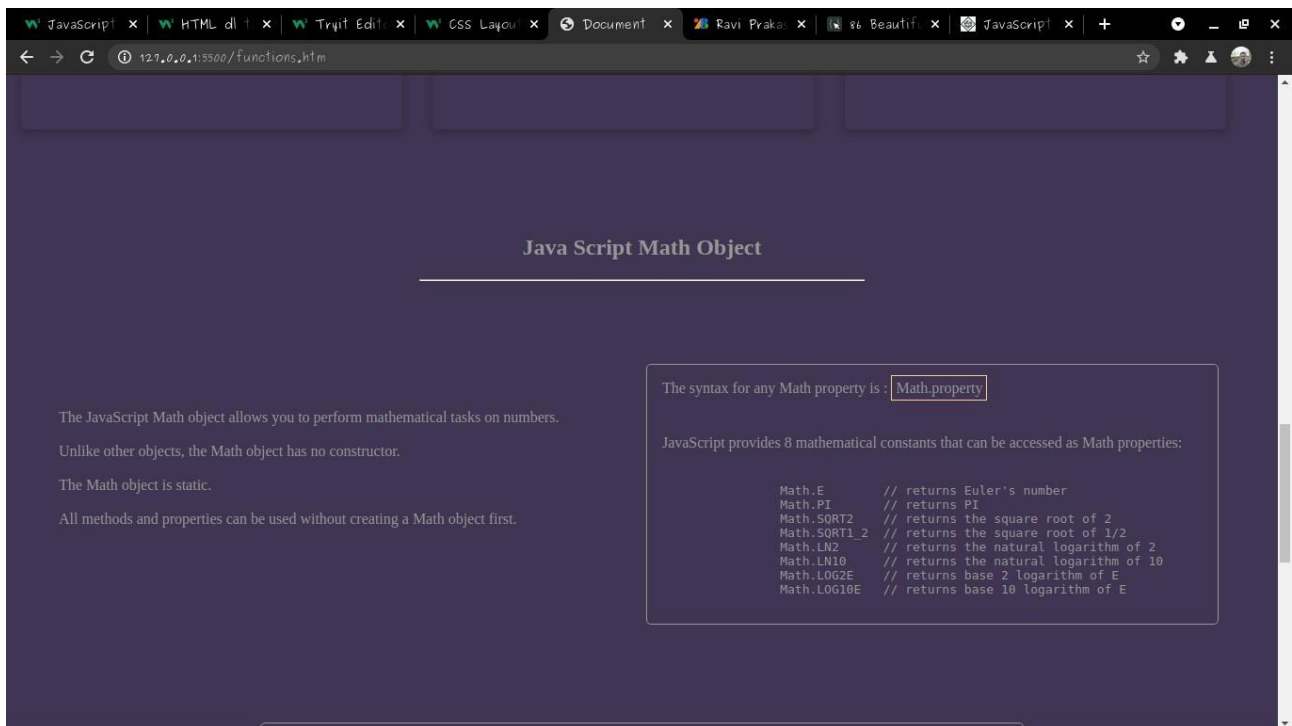 JavaScript
HTML dl t
Tryit Edito
CSS Layout
Document
Ravi Prakas
86 Beautifu
JavaScript
127.0.0.1:5500/functions.htm
Java Script Math Object
The JavaScript Math object allows you to perform mathematical tasks on numbers.
Unlike other objects, the Math object has no constructor.
The Math object is static.
All methods and properties can be used without creating a Math object first.
The syntax for any Math property is : Math.property
JavaScript provides 8 mathematical constants that can be accessed as Math properties:
Math.E // returns Euler's number
Math.PI // returns PI
Math.SQRT2 // returns the square root of 2
Math.SQRT1_2 // returns the square root of 1/2
Math.LN2 // returns the natural logarithm of 2
Math.LN10 // returns the natural logarithm of 10
Math.LOG2E // returns base 2 logarithm of E
Math.LOG10E // returns base 10 logarithm of E